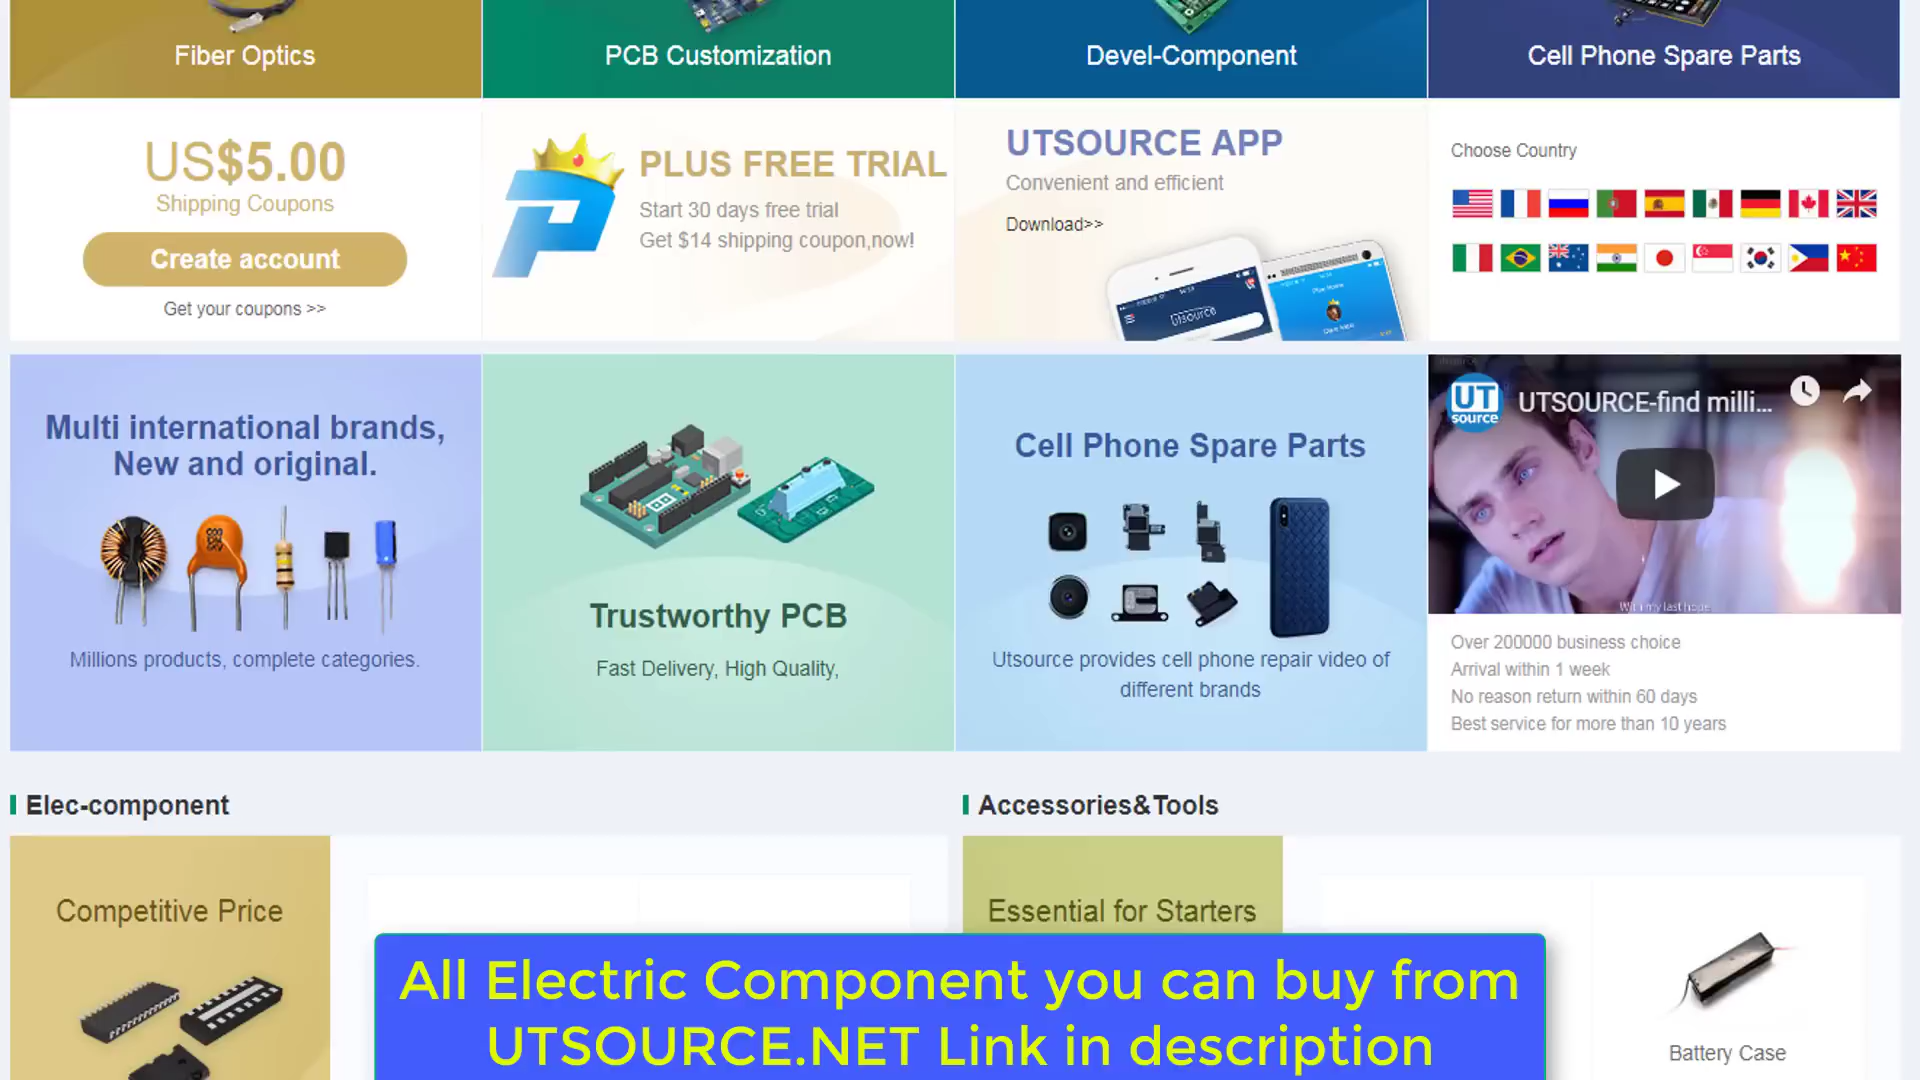 Fiber Optics
PCB Customization
Devel-Component
Cell Phone Spare Parts
US$5.00
Shipping Coupons
Create account
Get your coupons >>
PLUS FREE TRIAL
Start 30 days free trial
Get $14 shipping coupon,now!
UTSOURCE APP
Convenient and efficient
Download>>
utsource
Choose Country
Multi international brands,
New and original.
Millions products, complete categories.
Trustworthy PCB
Fast Delivery, High Quality,
Cell Phone Spare Parts
Utsource provides cell phone repair video of
different brands
UT
source
UTSOURCE-find milli...
With my last hope
Over 200000 business choice
Arrival within 1 week
No reason return within 60 days
Best service for more than 10 years
Elec-component
Accessories&Tools
Competitive Price
Essential for Starters
Battery Case
All Electric Component you can buy from
UTSOURCE.NET Link in description